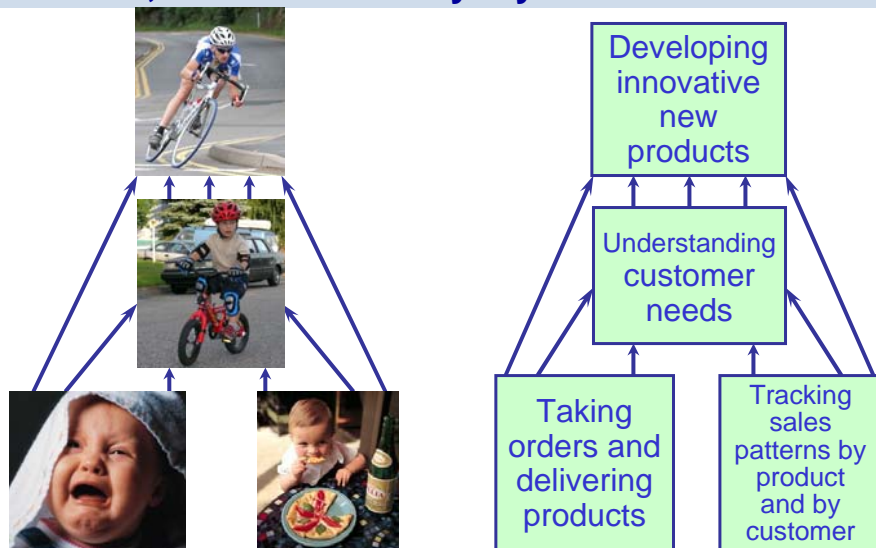 Developing
innovative
new
products
Understanding
customer
needs
Taking
orders and
delivering
products
Tracking
sales
patterns by
product
and by
customer